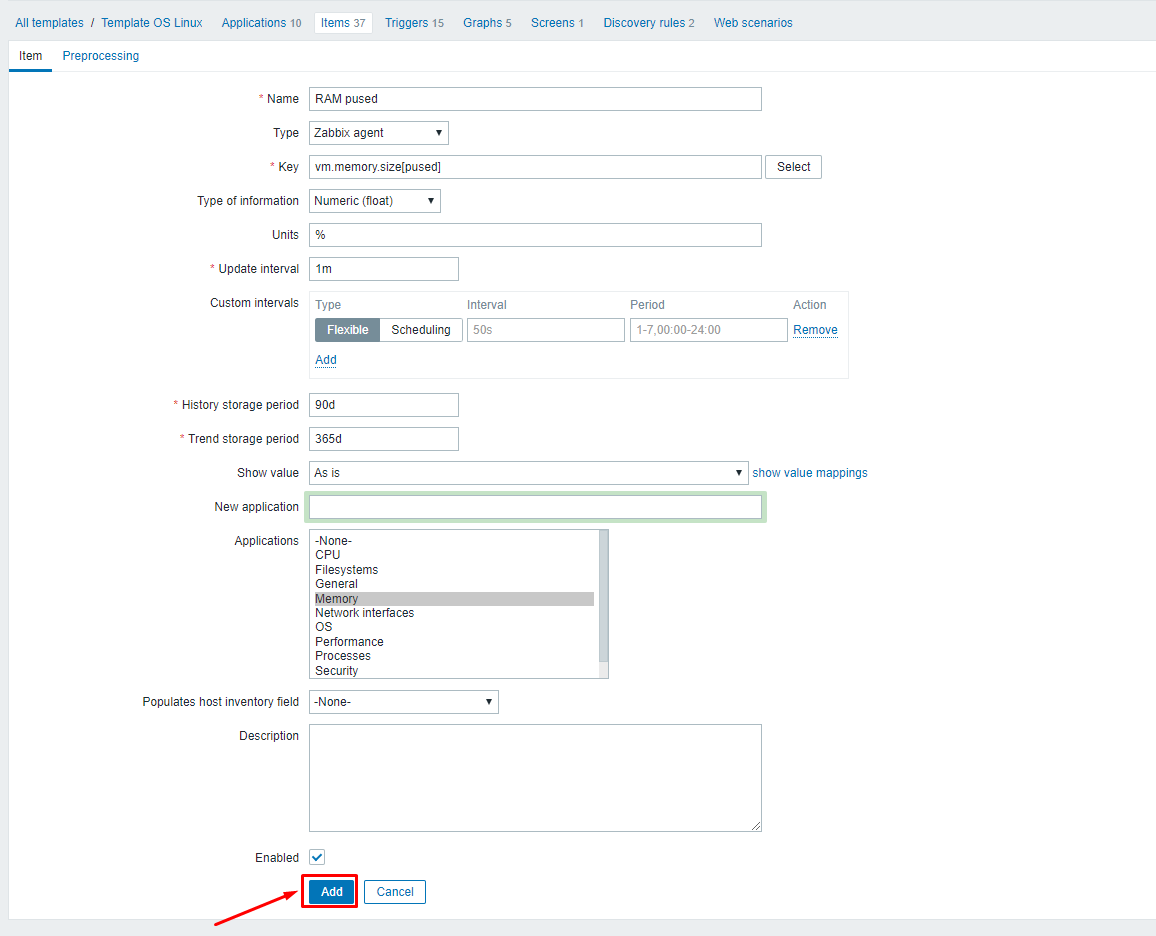 All templates / Template OS Linux Applications 10 Items 37 Triggers 15 Graphs 5 Screens 1 Discovery rules 2 Web scenarios
Item Preprocessing
* Name RAM pused
Type Zabbix agent
* Key vm.memory.size[pused] Select
Type of information Numeric (float)
Units %
* Update interval 1m
Custom intervals Type Interval Period Action
Flexible Scheduling 50s 1-7,00:00-24:00 Remove
Add
* History storage period 90d
* Trend storage period 365d
Show value As is show value mappings
New application
Applications -None-
CPU
Filesystems
General
Memory
Network interfaces
OS
Performance
Processes
Security
Populates host inventory field -None-
Description
Enabled
Add Cancel